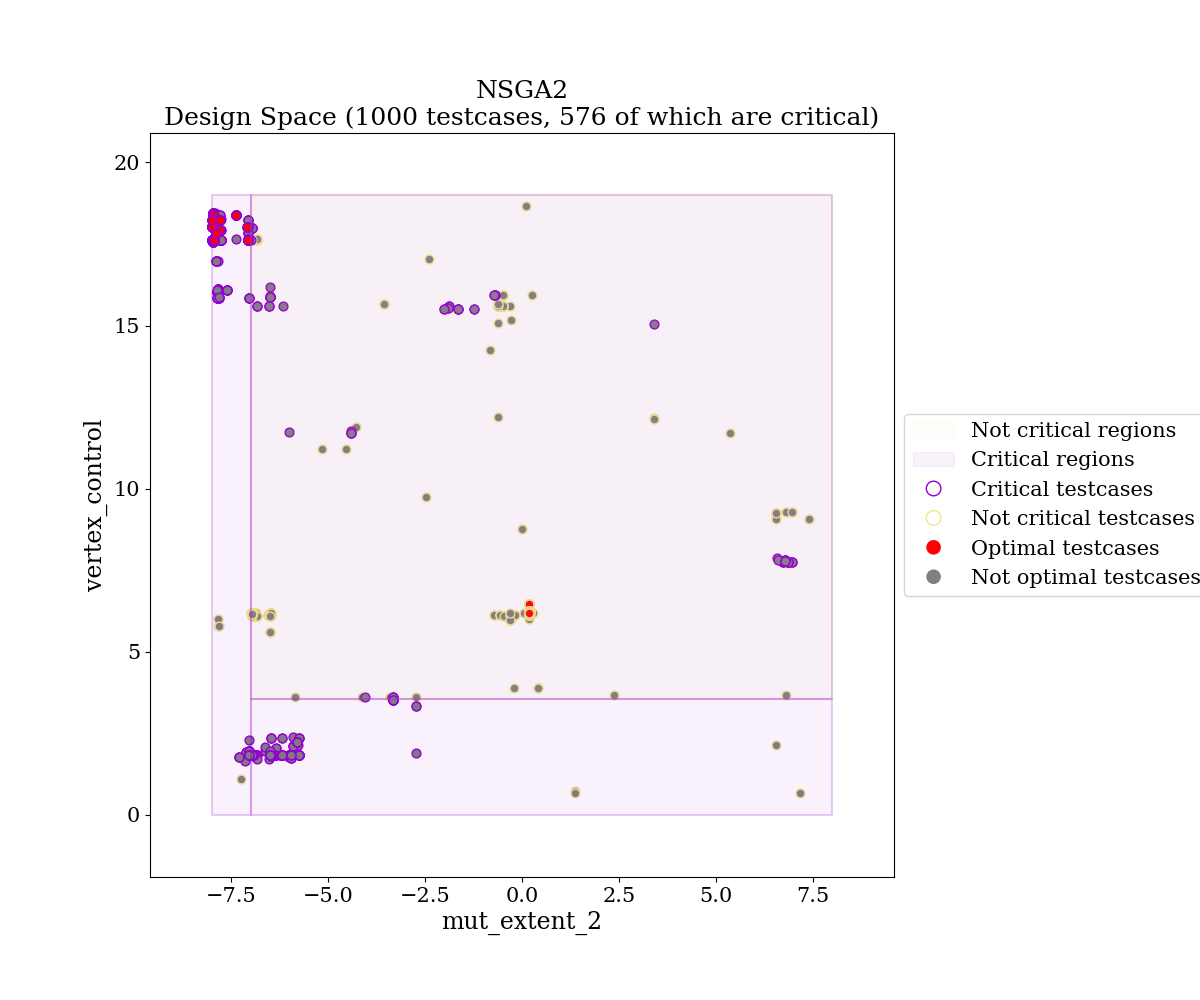 NSGA2
Design Space (1000 testcases, 576 of which are critical)
20
15
10
5
0
vertex_control
−7.5
−5.0
−2.5
0.0
2.5
5.0
7.5
mut_extent_2
Not critical regions
Critical regions
Critical testcases
Not critical testcases
Optimal testcases
Not optimal testcases